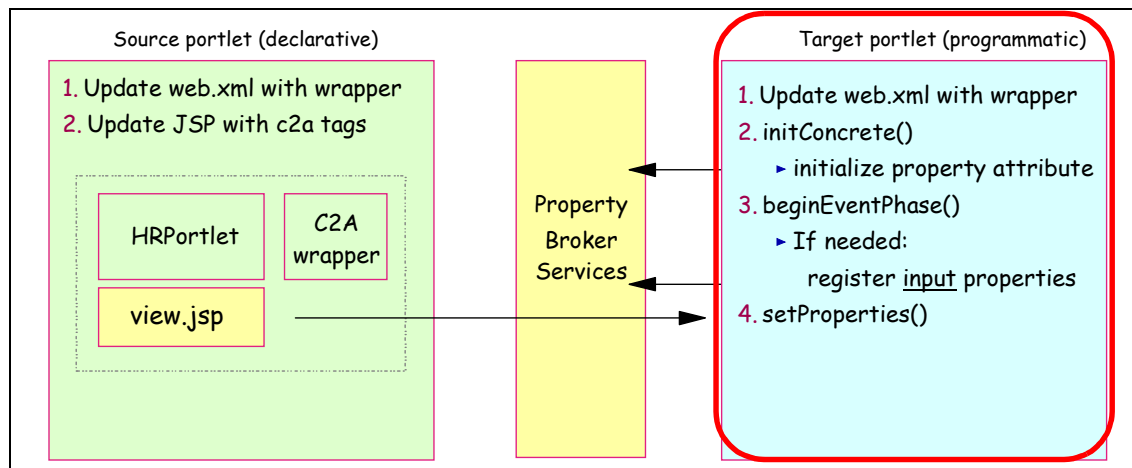 Source portlet (declarative)
1. Update web.xml with wrapper
2. Update JSP with c2a tags
HRPortlet
C2A
wrapper
view.jsp
Property
Broker
Services
Target portlet (programmatic)
1. Update web.xml with wrapper
2. initConcrete()
► initialize property attribute
3. beginEventPhase()
► If needed:
register input properties
4. setProperties()